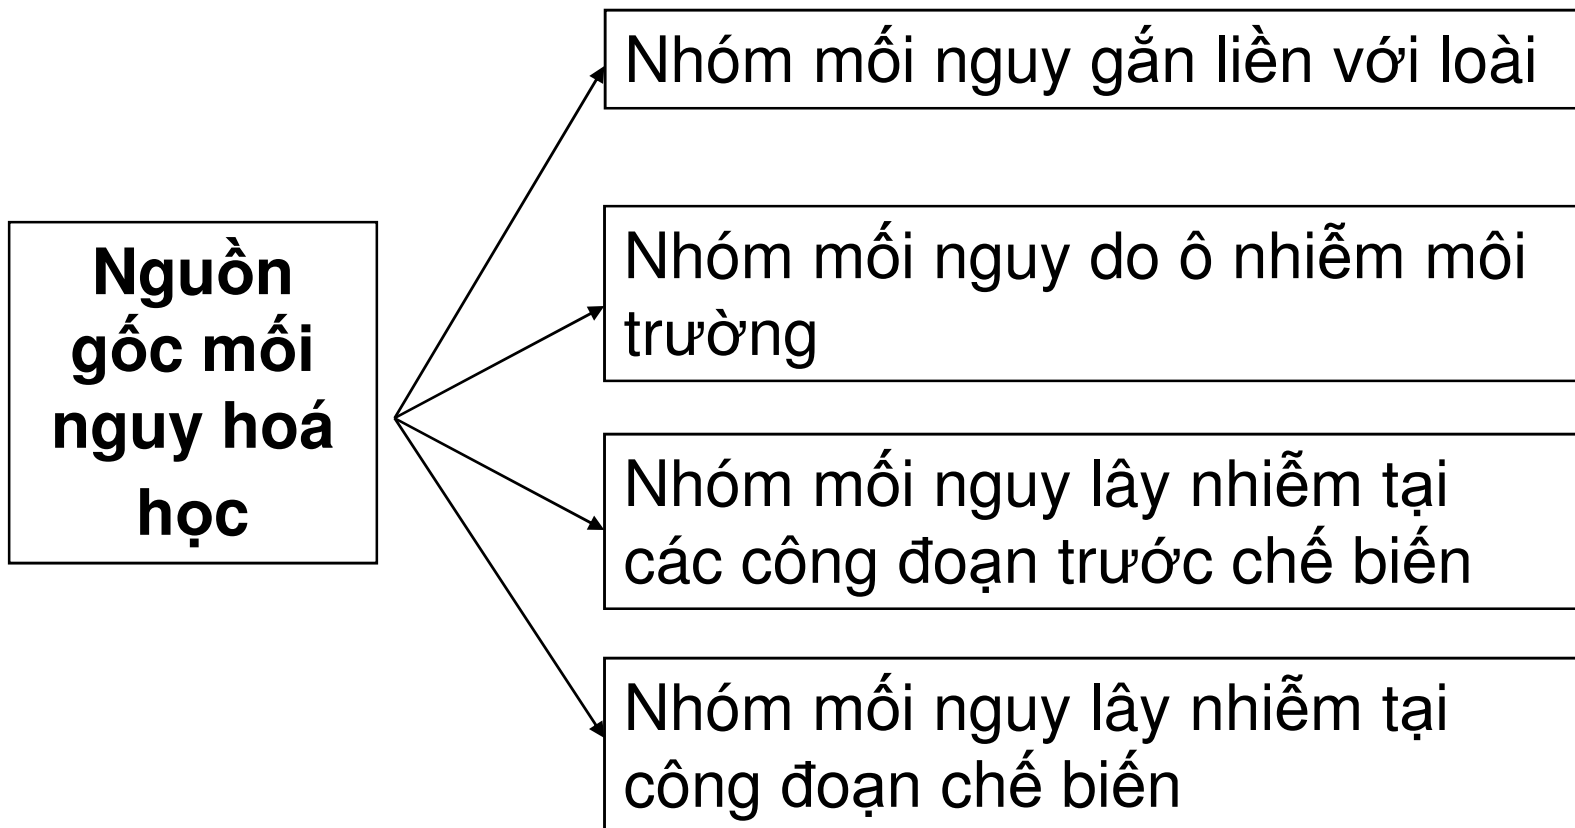 Nguồn
gốc mối
nguy hoá
học
Nhóm mối nguy gắn liền với loài
Nhóm mối nguy do ô nhiễm môi
trường
Nhóm mối nguy lây nhiễm tại
các công đoạn trước chế biến
Nhóm mối nguy lây nhiễm tại
công đoạn chế biến